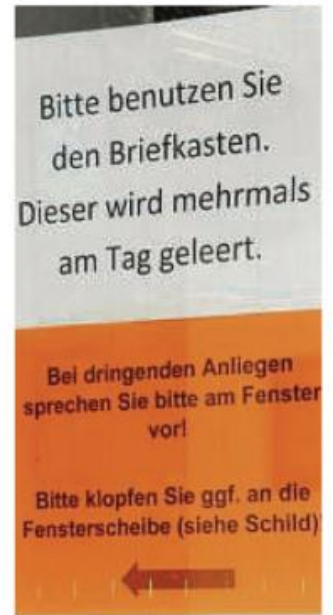 Bitte benutzen Sie
den Briefkasten.
Dieser wird mehrmals
am Tag geleert.
Bei dringenden Anliegen
sprechen Sie bitte am Fenster
vor!
Bitte klopfen Sie ggf. an die
Fensterscheibe (siehe Schild)